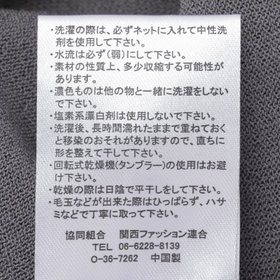 ・洗濯の際は、必ずネットに入れて中性洗
剤を使用して下さい。
・水流は必ず(弱)にして下さい。
・素材の性質上、多少収縮する可能性が
あります。
・濃色ものは他の物と一緒に洗濯をしない
で下さい。
・塩素系漂白剤は使用しないで下さい。
・洗濯後、長時間濡れたままで重ねておく
と移染のおそれがありますので、直ちに
形を整えて干して下さい。
・回転式乾燥機(タンブラー)の使用はお避
け下さい。
・乾燥の際は日陰で平干しをして下さい。
・毛玉などが出来た際はひっぱらず、ハサ
ミなどで丁寧に切り取って下さい。
協同組合 関西ファッション連合
TEL 06-6228-8139
O-36-7262 中国製